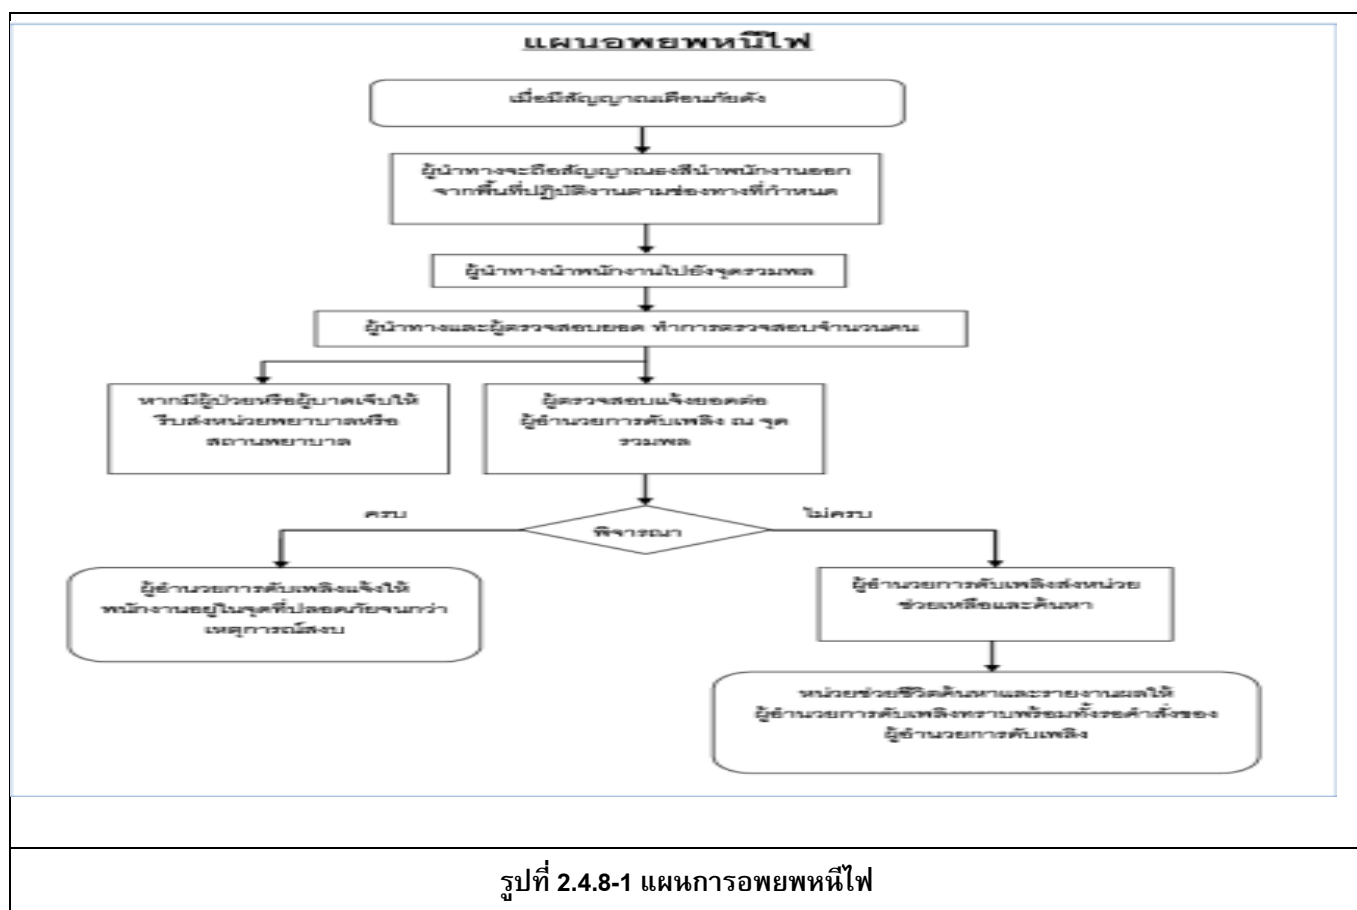 แผนอพยพหนีไฟ
เมื่อมีสัญญาณเตือนภัยดัง
ผู้นำทางจะถือสัญญาณธงสีนำพนักงานออก
จากพื้นที่ปฏิบัติงานตามช่องทางที่กำหนด
ผู้นำทางนำพนักงานไปยังจุดรวมพล
ผู้นำทางและผู้ตรวจสอบยอด ทำการตรวจสอบจำนวนคน
หากมีผู้ป่วยหรือผู้บาดเจ็บให้
รีบส่งหน่วยพยาบาลหรือ
สถานพยาบาล
ผู้ตรวจสอบแจ้งยอดต่อ
ผู้อำนวยการดับเพลิง ณ จุด
รวมพล
ครบ
พิจารณา
ไม่ครบ
ผู้อำนวยการดับเพลิงแจ้งให้
พนักงานอยู่ในจุดที่ปลอดภัยจนกว่า
เหตุการณ์สงบ
ผู้อำนวยการดับเพลิงส่งหน่วย
ช่วยเหลือและค้นหา
หน่วยช่วยชีวิตค้นหาและรายงานผลให้
ผู้อำนวยการดับเพลิงทราบพร้อมทั้งรอคำสั่งของ
ผู้อำนวยการดับเพลิง
รูปที่ 2.4.8-1 แผนการอพยพหนีไฟ